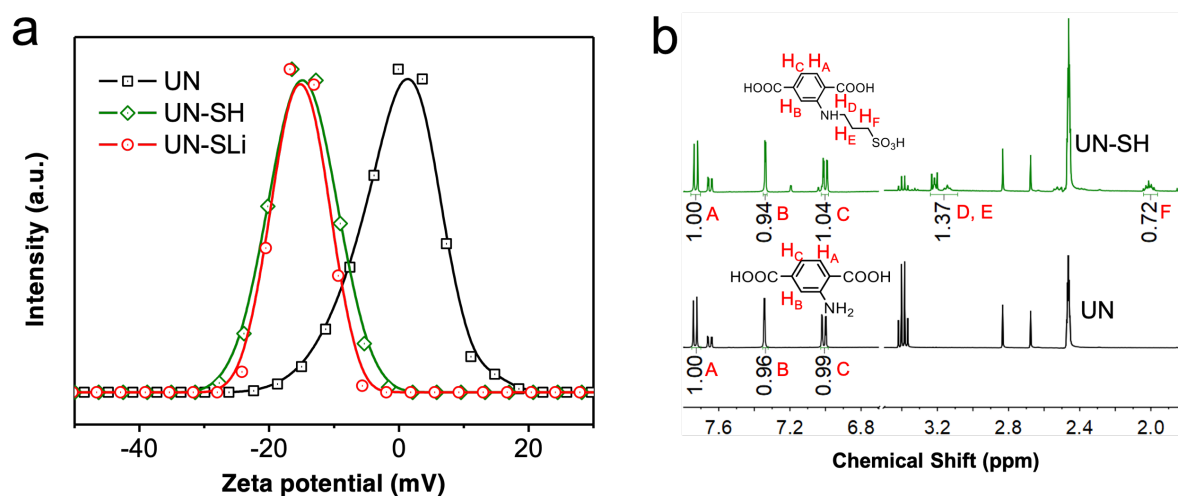 a
Intensity (a.u.)
UN
UN-SH
UN-SLi
-40
-20
0
20
Zeta potential (mV)
b
HC HA
HOOC
COOH
HB
HD
HF
NH
HE
SO3H
UN-SH
1.00 A
0.94 B
1.04 C
1.37 D, E
0.72 F
HC HA
HOOC
COOH
HB
NH2
UN
1.00 A
0.96 B
0.99 C
7.6
7.2
6.8
3.2
2.8
2.4
2.0
Chemical Shift (ppm)